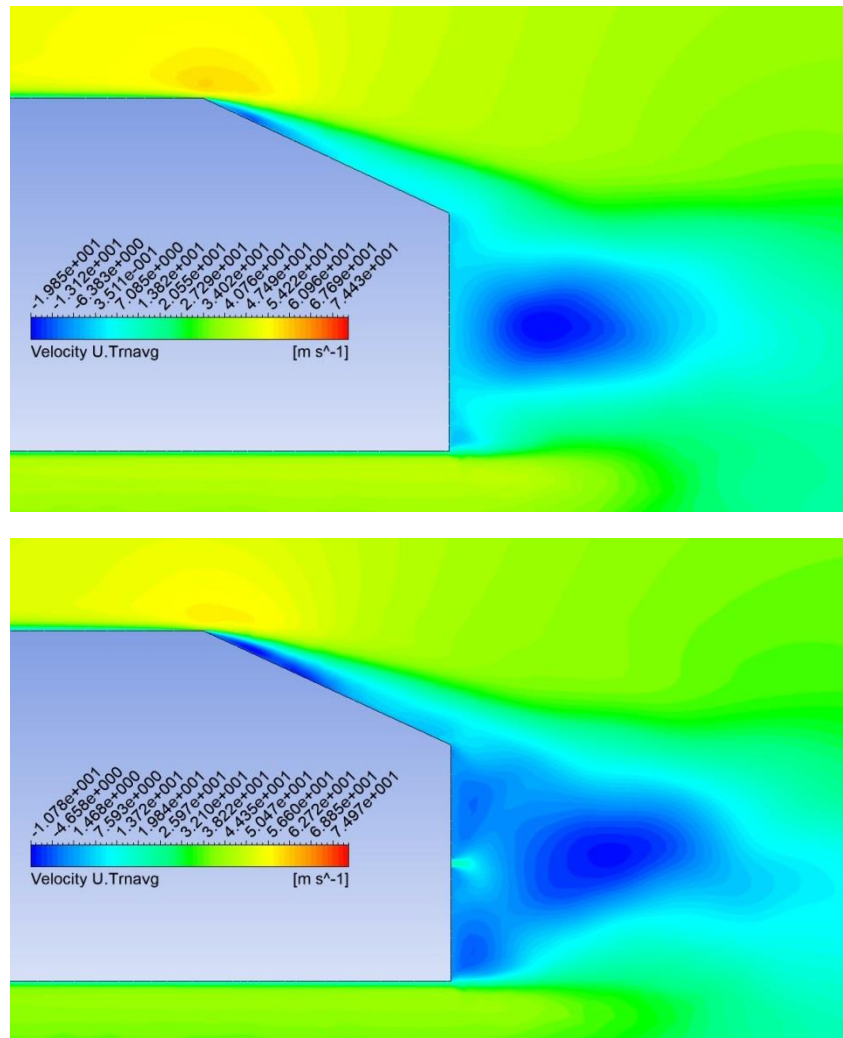 -1.985e+001
-1.312e+001
-6.383e+000
3.511e-001
7.085e+000
1.382e+001
2.055e+001
2.729e+001
3.402e+001
4.076e+001
4.749e+001
5.422e+001
6.096e+001
6.769e+001
7.443e+001
Velocity U.Trnavg [m s^-1]
-1.078e+001
-4.658e+000
1.468e+000
7.593e+000
1.372e+001
1.984e+001
2.597e+001
3.210e+001
3.822e+001
4.435e+001
5.047e+001
5.660e+001
6.272e+001
6.885e+001
7.497e+001
Velocity U.Trnavg [m s^-1]